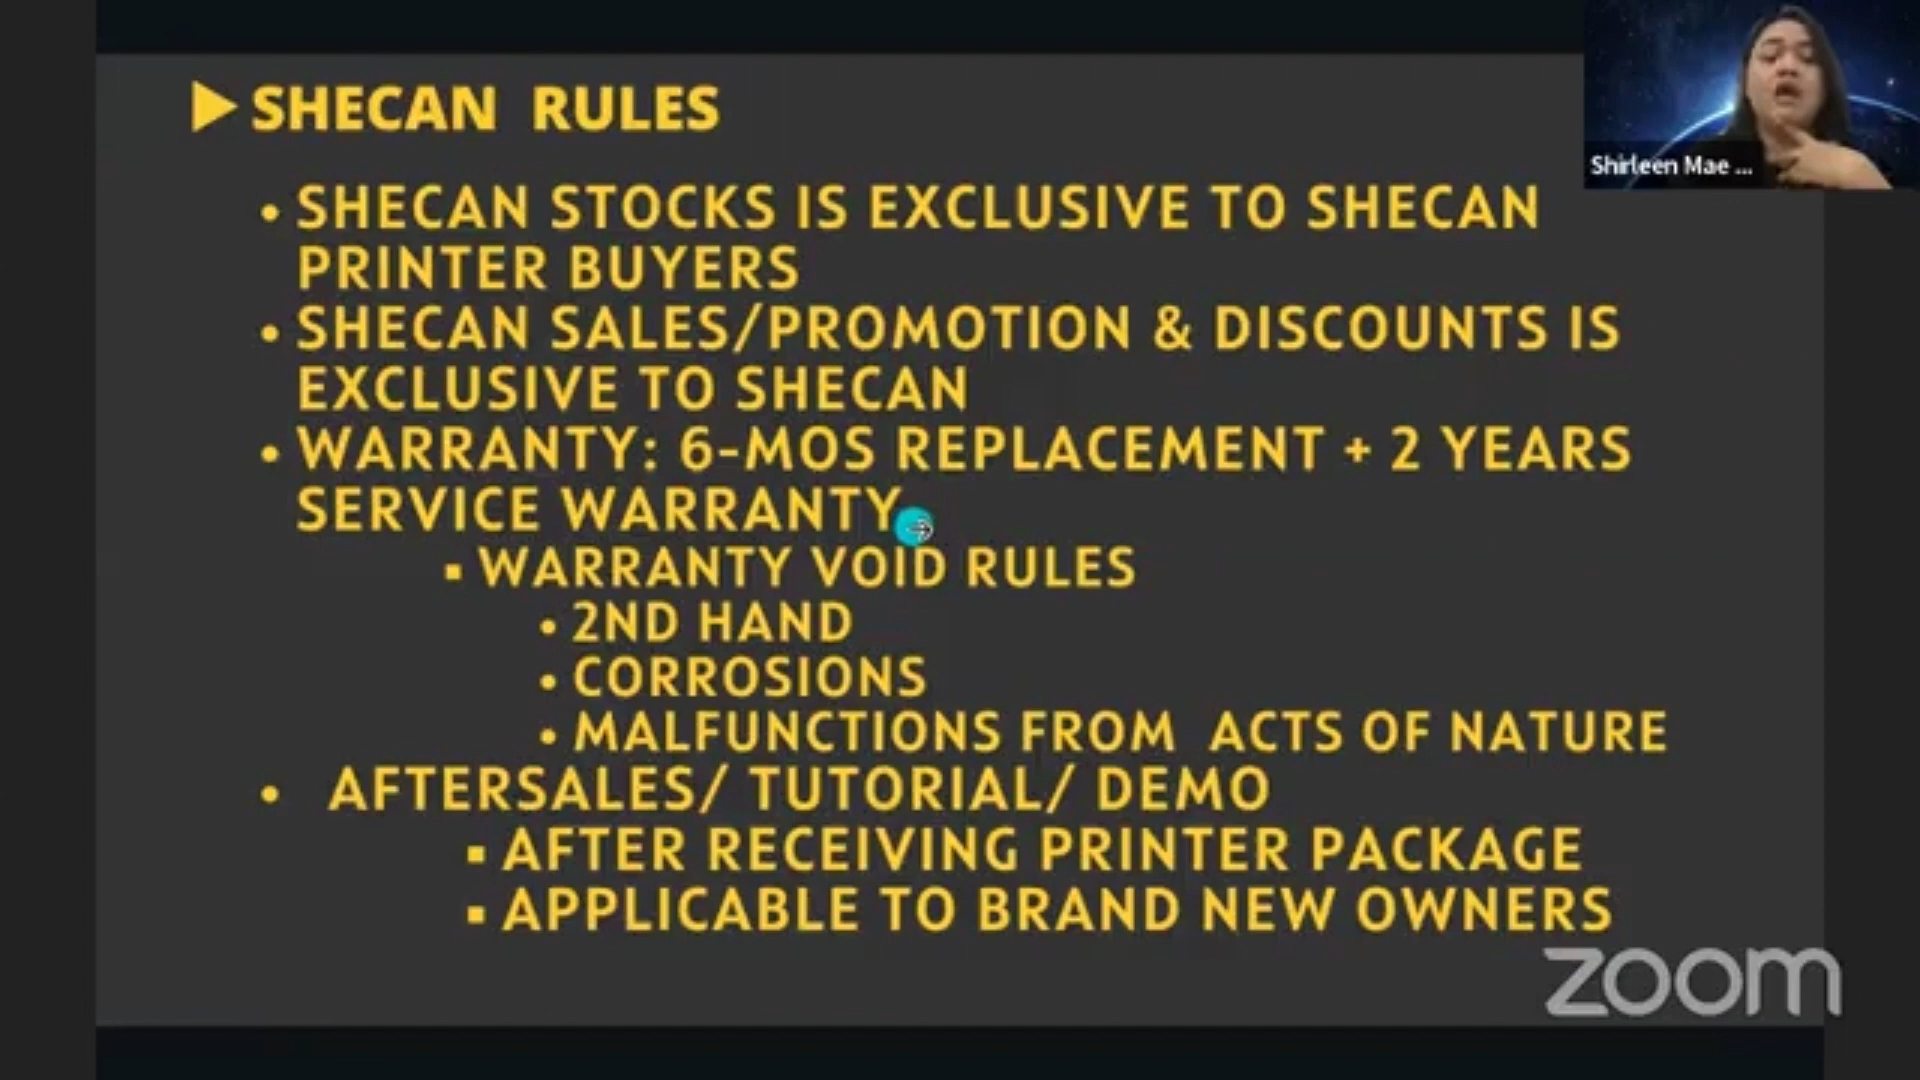 SHECAN RULES
SHECAN STOCKS IS EXCLUSIVE TO SHECAN
PRINTER BUYERS
SHECAN SALES/PROMOTION & DISCOUNTS IS
EXCLUSIVE TO SHECAN
WARRANTY: 6-MOS REPLACEMENT + 2 YEARS
SERVICE WARRANTY
WARRANTY VOID RULES
2ND HAND
CORROSIONS
MALFUNCTIONS FROM ACTS OF NATURE
AFTERSALES/ TUTORIAL/ DEMO
AFTER RECEIVING PRINTER PACKAGE
APPLICABLE TO BRAND NEW OWNERS
Shirleen Mae ...
zoom